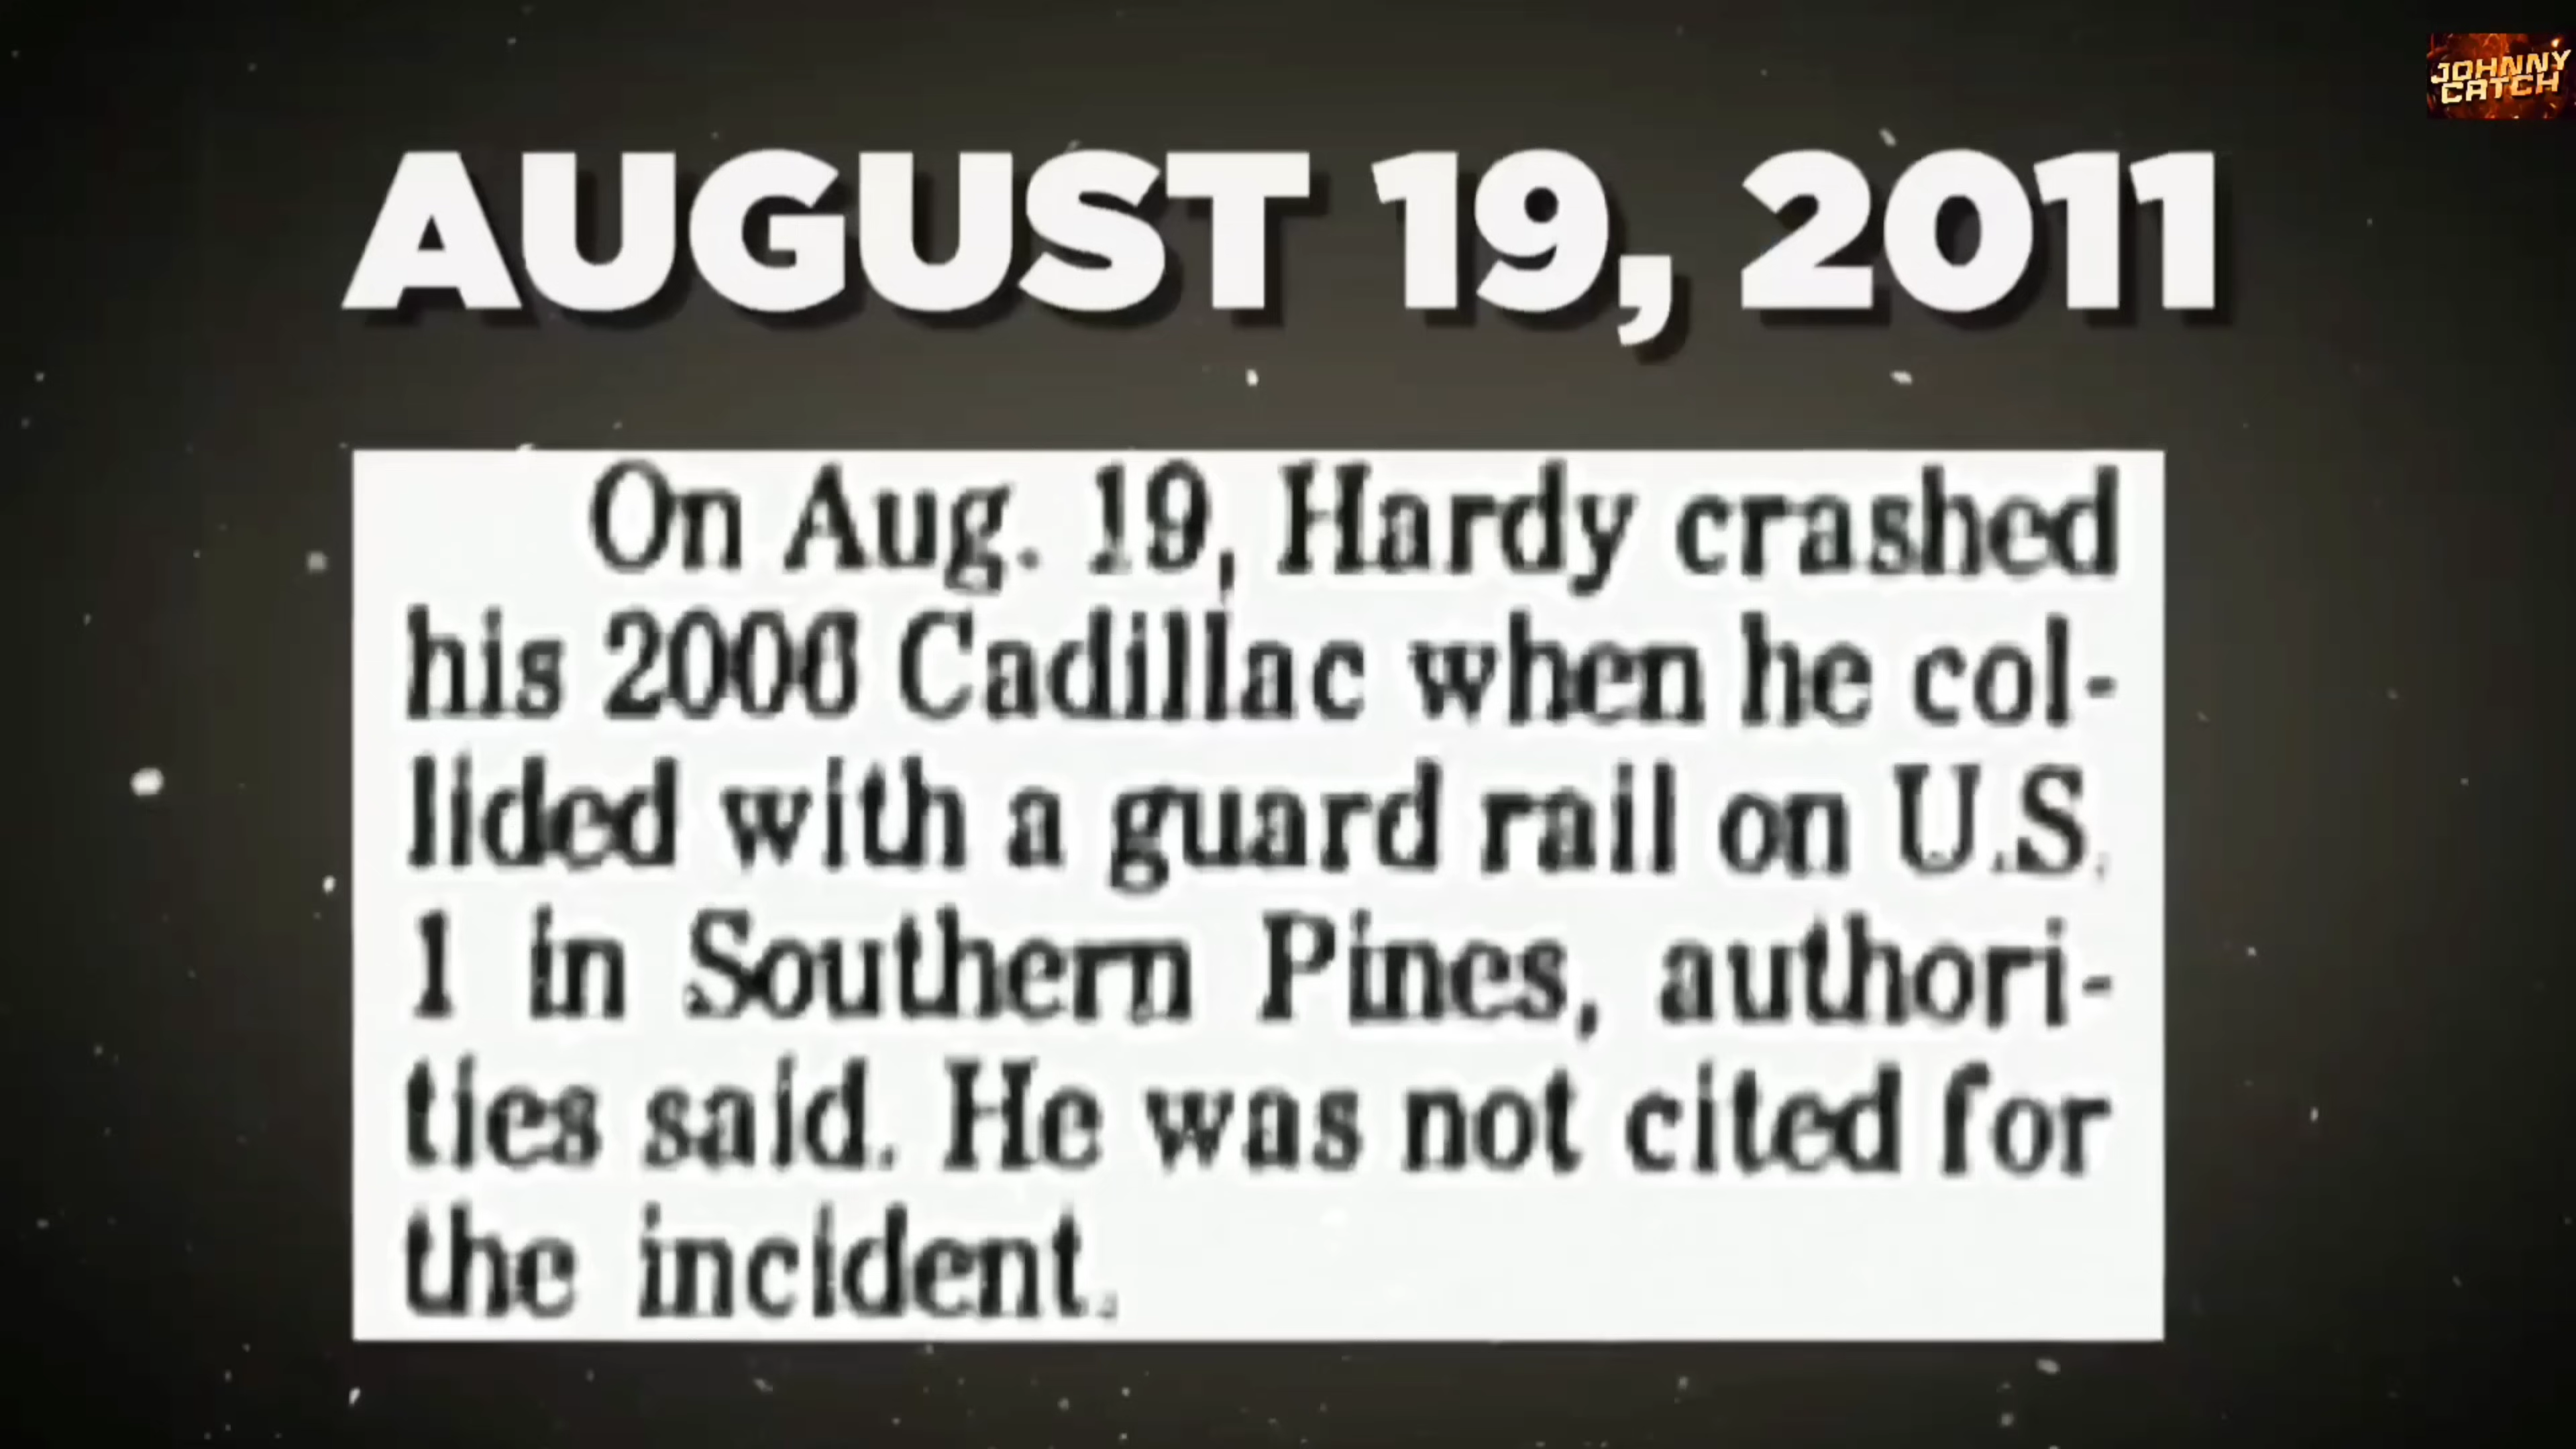 JOHNNY
CATCH
AUGUST 19, 2011
On Aug. 19, Hardy crashed
his 2006 Cadillac when he col-
lided with a guard rail on U.S.
1 in Southern Pines, authori-
ties said. He was not cited for
the incident.